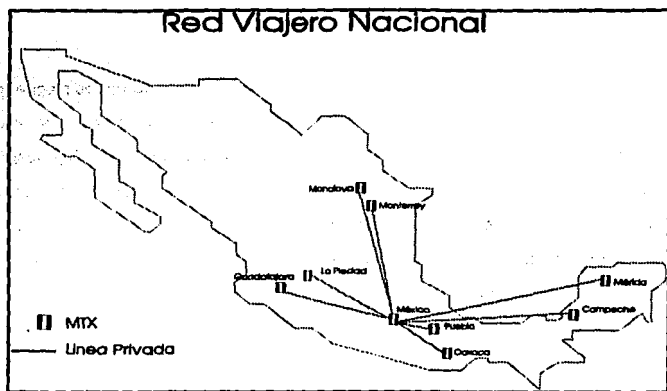 Red Viajero Nacional
Monclova
Monterrey
La Piedad
Guadalajara
Mérida
México
Campeche
Puebla
Oaxaca
MTX
Linea Privada